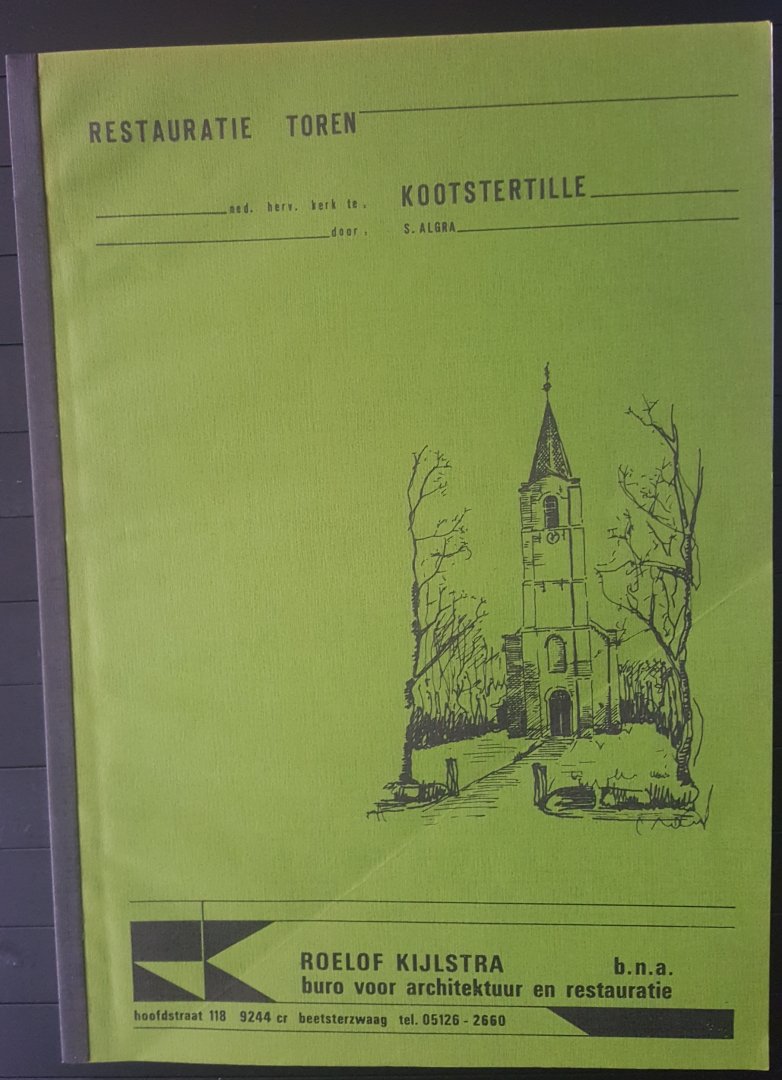 RESTAURATIE TOREN
ned. herv. kerk te: KOOTSTERTILLE
door: S. ALGRA
ROELOF KIJLSTRA b.n.a.
buro voor architektuur en restauratie
hoofdstraat 118 9244 cr beetsterzwaag tel. 05126 - 2660